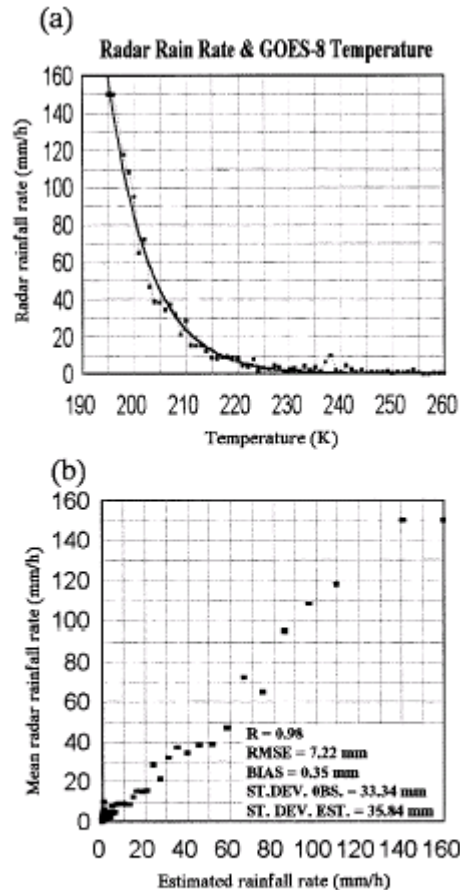 (a)
Radar Rain Rate & GOES-8 Temperature
160
140
120
100
80
60
40
20
0
190 200 210 220 230 240 250 260
Radar rainfall rate (mm/h)
Temperature (K)
(b)
160
140
120
100
80
60
40
20
0
0 20 40 60 80 100 120 140 160
Mean radar rainfall rate (mm/h)
R = 0.98
RMSE = 7.22 mm
BIAS = 0.35 mm
ST.DEV. 0BS. = 33.34 mm
ST. DEV. EST. = 35.84 mm
Estimated rainfall rate (mm/h)